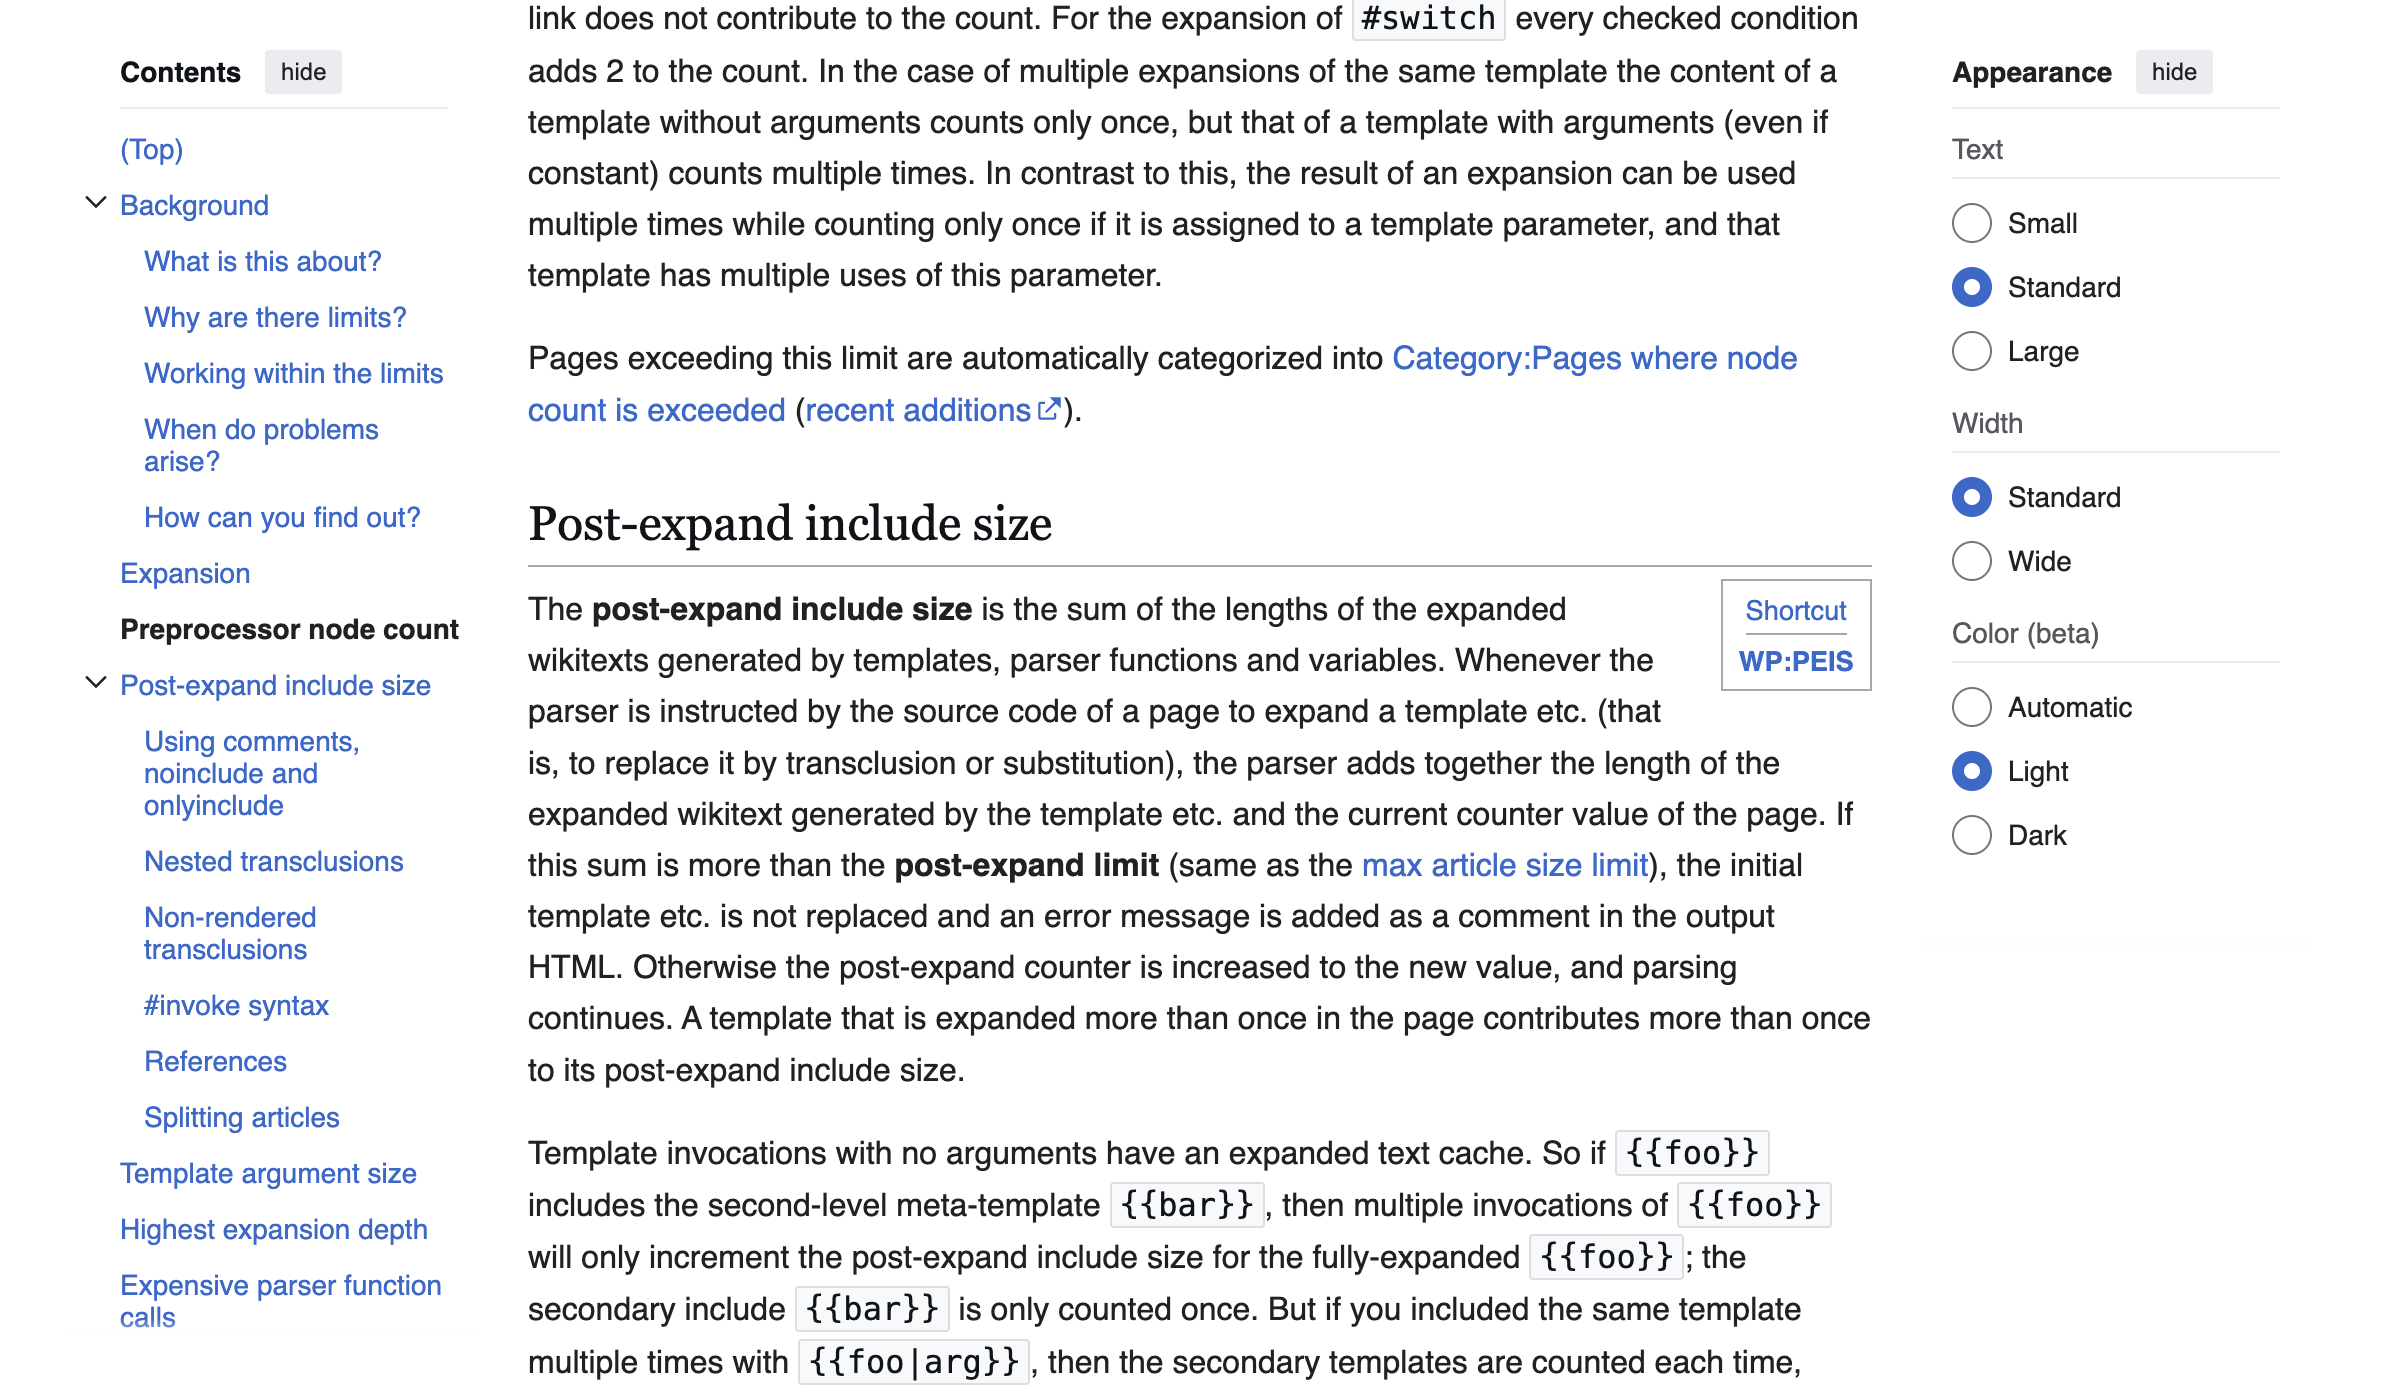 Contents hide
(Top)
Background
What is this about?
Why are there limits?
Working within the limits
When do problems
arise?
How can you find out?
Expansion
Preprocessor node count
Post-expand include size
Using comments,
noinclude and
onlyinclude
Nested transclusions
Non-rendered
transclusions
#invoke syntax
References
Splitting articles
Template argument size
Highest expansion depth
Expensive parser function
calls
link does not contribute to the count. For the expansion of #switch every checked condition
adds 2 to the count. In the case of multiple expansions of the same template the content of a
template without arguments counts only once, but that of a template with arguments (even if
constant) counts multiple times. In contrast to this, the result of an expansion can be used
multiple times while counting only once if it is assigned to a template parameter, and that
template has multiple uses of this parameter.
Pages exceeding this limit are automatically categorized into Category:Pages where node
count is exceeded (recent additions).
Post-expand include size
Shortcut
WP:PEIS
The post-expand include size is the sum of the lengths of the expanded
wikitexts generated by templates, parser functions and variables. Whenever the
parser is instructed by the source code of a page to expand a template etc. (that
is, to replace it by transclusion or substitution), the parser adds together the length of the
expanded wikitext generated by the template etc. and the current counter value of the page. If
this sum is more than the post-expand limit (same as the max article size limit), the initial
template etc. is not replaced and an error message is added as a comment in the output
HTML. Otherwise the post-expand counter is increased to the new value, and parsing
continues. A template that is expanded more than once in the page contributes more than once
to its post-expand include size.
Template invocations with no arguments have an expanded text cache. So if {{foo}}
includes the second-level meta-template {{bar}}, then multiple invocations of {{foo}}
will only increment the post-expand include size for the fully-expanded {{foo}}; the
secondary include {{bar}} is only counted once. But if you included the same template
multiple times with {{foo|arg}}, then the secondary templates are counted each time,
Appearance hide
Text
Small
Standard
Large
Width
Standard
Wide
Color (beta)
Automatic
Light
Dark